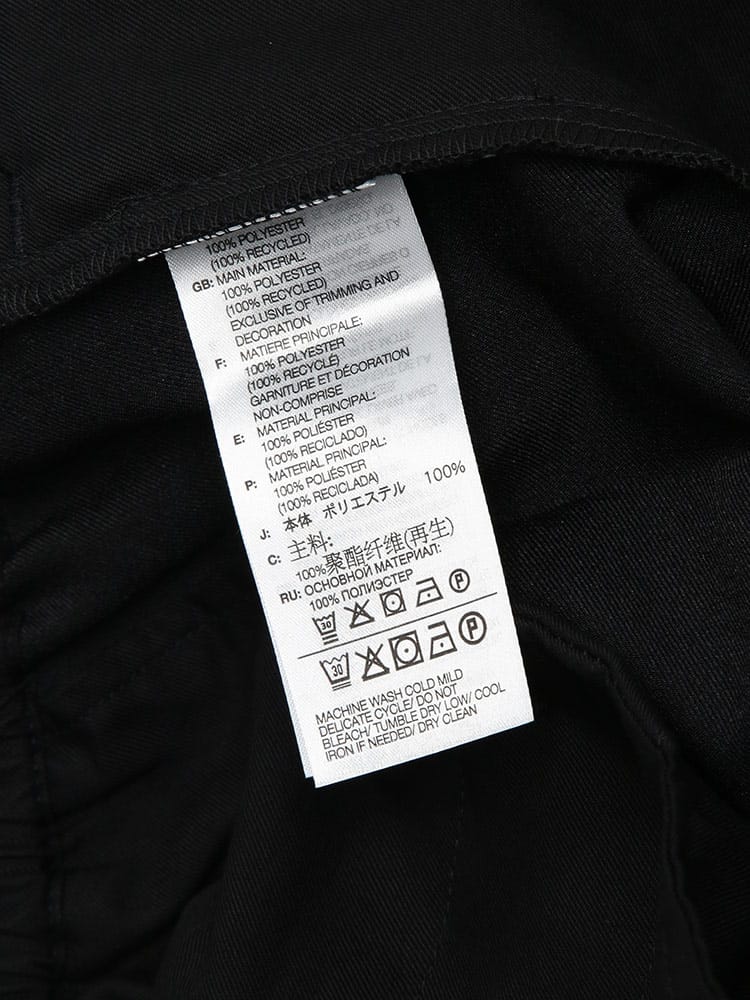 100% POLYESTER
(100% RECYCLED)
GB: MAIN MATERIAL:
100% POLYESTER
(100% RECYCLED)
EXCLUSIVE OF TRIMMING AND
DECORATION
F: MATIERE PRINCIPALE:
100% POLYESTER
(100% RECYCLÉ)
GARNITURE ET DÉCORATION
NON-COMPRISE
E: MATERIAL PRINCIPAL:
100% POLIÉSTER
(100% RECICLADO)
P: MATERIAL PRINCIPAL:
100% POLIÉSTER
(100% RECICLADA)
J: 本体 ポリエステル 100%
C: 主料:
100%聚酯纤维(再生)
RU: ОСНОВНОЙ МАТЕРИАЛ:
100% ПОЛИЭСТЕР
30 P
30 P
MACHINE WASH COLD MILD
DELICATE CYCLE/ DO NOT
BLEACH/ TUMBLE DRY LOW/ COOL
IRON IF NEEDED/ DRY CLEAN